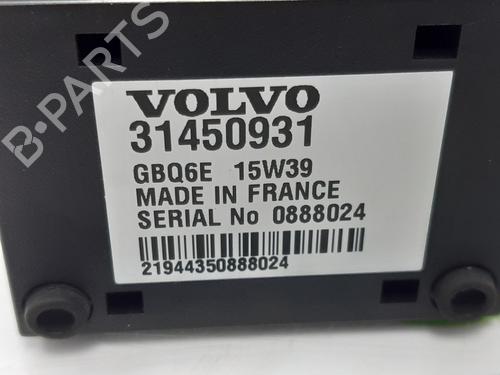 B-PARTS
VOLVO
31450931
GBQ6E 15W39
MADE IN FRANCE
SERIAL No 0888024
21944350888024